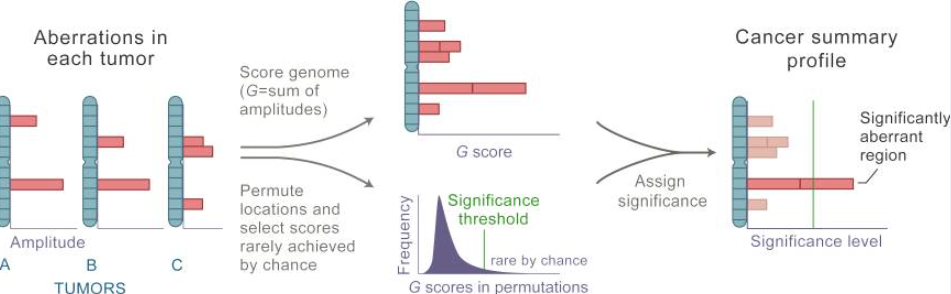 Aberrations in
each tumor
Amplitude
A
B
C
TUMORS
Score genome
(G=sum of
amplitudes)
Permute
locations and
select scores
rarely achieved
by chance
G score
Frequency
Significance
threshold
rare by chance
G scores in permutations
Assign
significance
Cancer summary
profile
Significantly
aberrant
region
Significance level